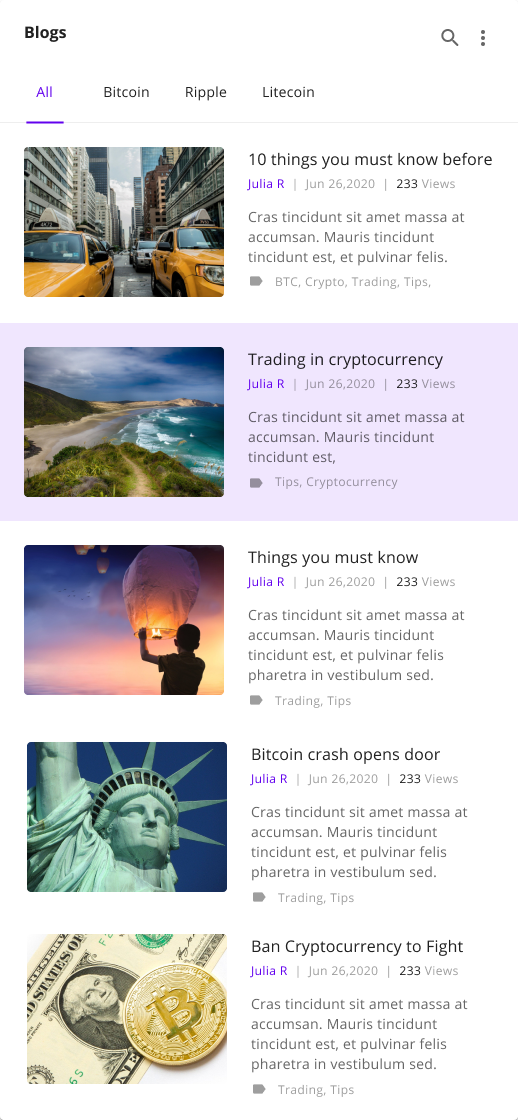 Blogs
All Bitcoin Ripple Litecoin
10 things you must know before
Julia R | Jun 26,2020 | 233 Views
Cras tincidunt sit amet massa at
accumsan. Mauris tincidunt
tincidunt est, et pulvinar felis.
BTC, Crypto, Trading, Tips,
Trading in cryptocurrency
Julia R | Jun 26,2020 | 233 Views
Cras tincidunt sit amet massa at
accumsan. Mauris tincidunt
tincidunt est,
Tips, Cryptocurrency
Things you must know
Julia R | Jun 26,2020 | 233 Views
Cras tincidunt sit amet massa at
accumsan. Mauris tincidunt
tincidunt est, et pulvinar felis
pharetra in vestibulum sed.
Trading, Tips
Bitcoin crash opens door
Julia R | Jun 26,2020 | 233 Views
Cras tincidunt sit amet massa at
accumsan. Mauris tincidunt
tincidunt est, et pulvinar felis
pharetra in vestibulum sed.
Trading, Tips
Ban Cryptocurrency to Fight
Julia R | Jun 26,2020 | 233 Views
Cras tincidunt sit amet massa at
accumsan. Mauris tincidunt
tincidunt est, et pulvinar felis
pharetra in vestibulum sed.
Trading, Tips